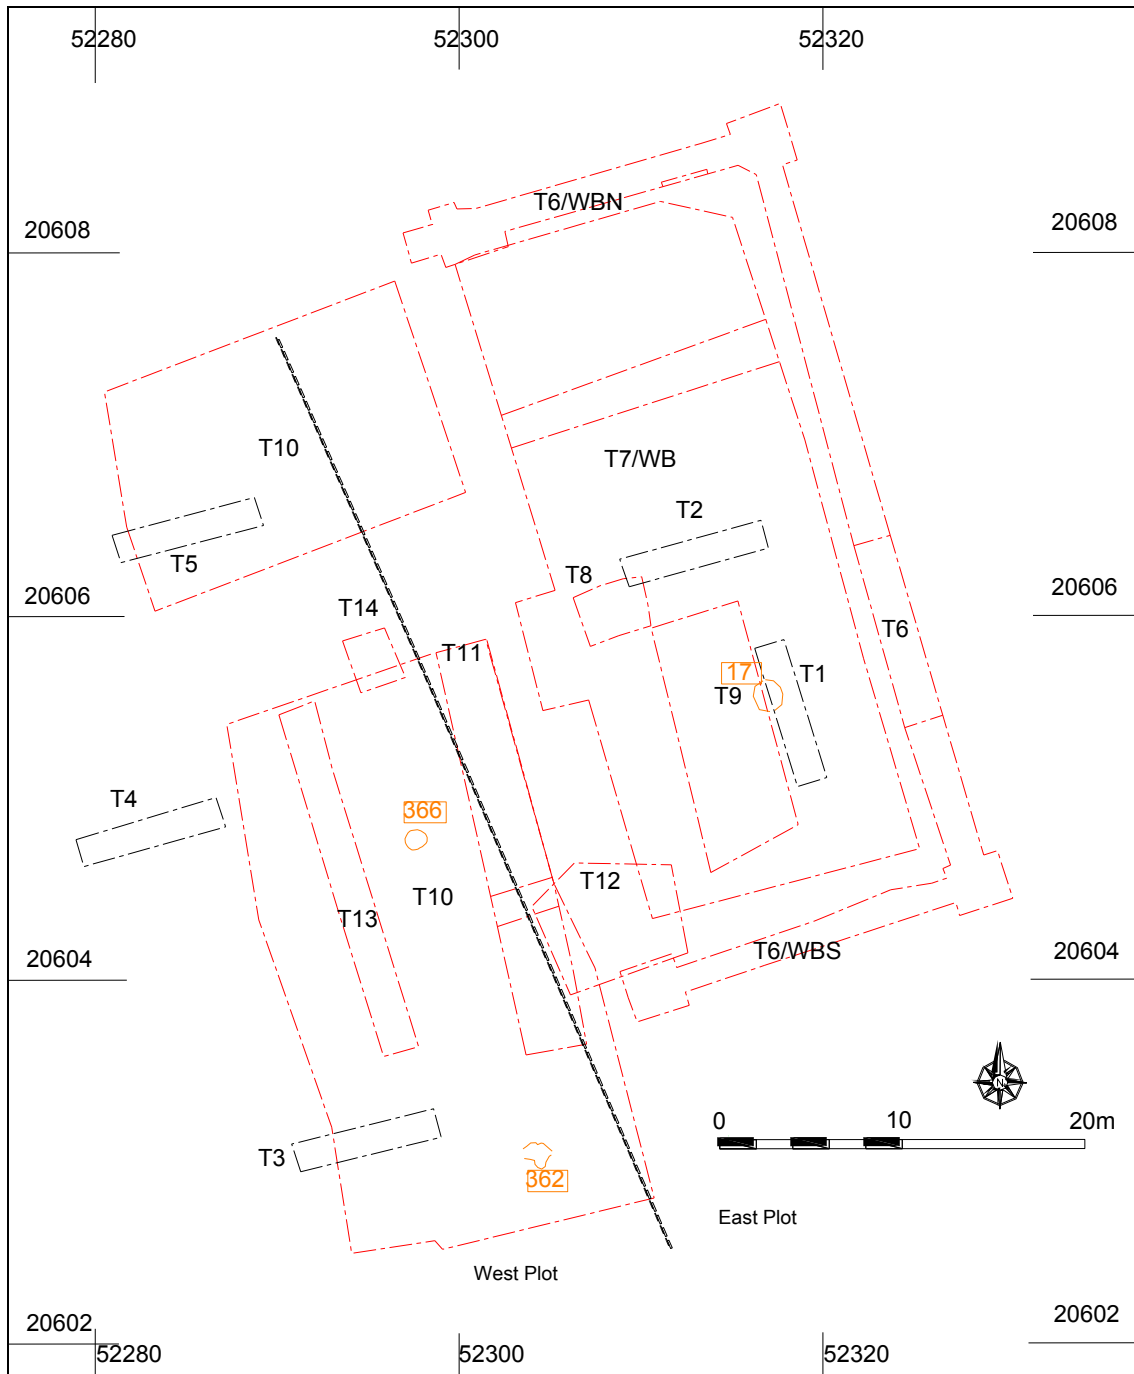 52280 52300 52320
T6/WBN
20608 20608
T10
T7/WB
T2
T5
T8
20606 20606
T14
T11
T6
17
T1
T9
T4
366
T12
T10
T13
T6/WBS
20604 20604
N
0 10 20m
T3
362
East Plot
West Plot
20602 20602
52280 52300 52320